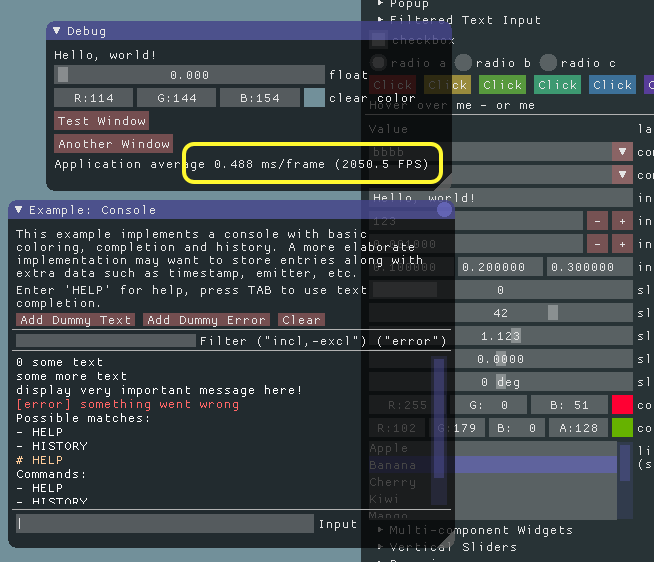 Debug
Hello, world!
0.000 float
R:114 G:144 B:154 clear color
Test Window
Another Window
Application average 0.488 ms/frame (2050.5 FPS)
Example: Console
This example implements a console with basic
coloring, completion and history. A more elaborate
implementation may want to store entries along with
extra data such as timestamp, emitter, etc.
Enter 'HELP' for help, press TAB to use text
completion.
Add Dummy Text Add Dummy Error Clear
Filter ("incl,-excl") ("error")
0 some text
some more text
display very important message here!
[error] something went wrong
Possible matches:
- HELP
- HISTORY
# HELP
Commands:
- HELP
- HISTORY
Input
Popup
Filtered Text Input
checkbox
radio a radio b radio c
Click Click Click Click Click
Hover over me - or me
Value la
bbbb co
co
Hello, world! in
123 - + in
- + in
0.100000 0.200000 0.300000 in
0 sl
42 sl
1.123 sl
0.0000 sl
0 deg sl
R:255 G: 0 B: 51 co
R:102 G:179 B: 0 A:128 co
Apple li
Banana (s
Cherry
Kiwi
Mango
Multi-component Widgets
Vertical Sliders